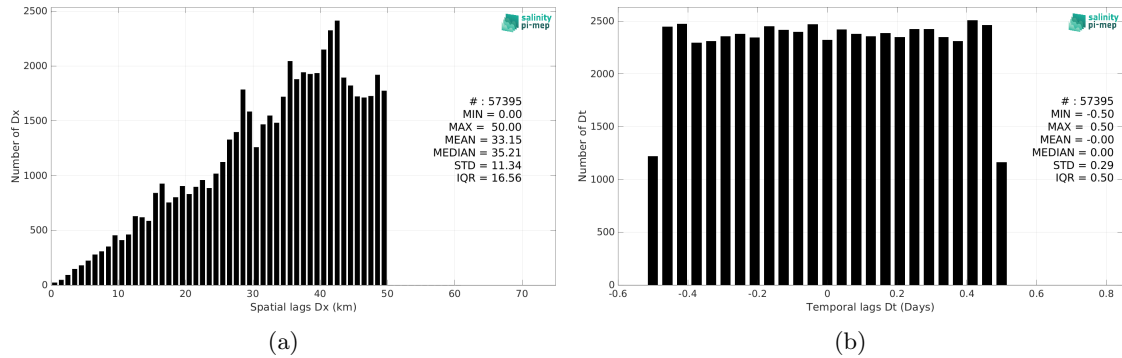 2500
2000
1500
1000
500
0
Number of Dx
0 10 20 30 40 50 60 70
Spatial lags Dx (km)
salinity
pi-mep
# : 57395
MIN = 0.00
MAX = 50.00
MEAN = 33.15
MEDIAN = 35.21
STD = 11.34
IQR = 16.56
(a)
2500
2000
1500
1000
500
0
Number of Dt
-0.6 -0.4 -0.2 0 0.2 0.4 0.6 0.8
Temporal lags Dt (Days)
salinity
pi-mep
# : 57395
MIN = -0.50
MAX = 0.50
MEAN = -0.00
MEDIAN = 0.00
STD = 0.29
IQR = 0.50
(b)